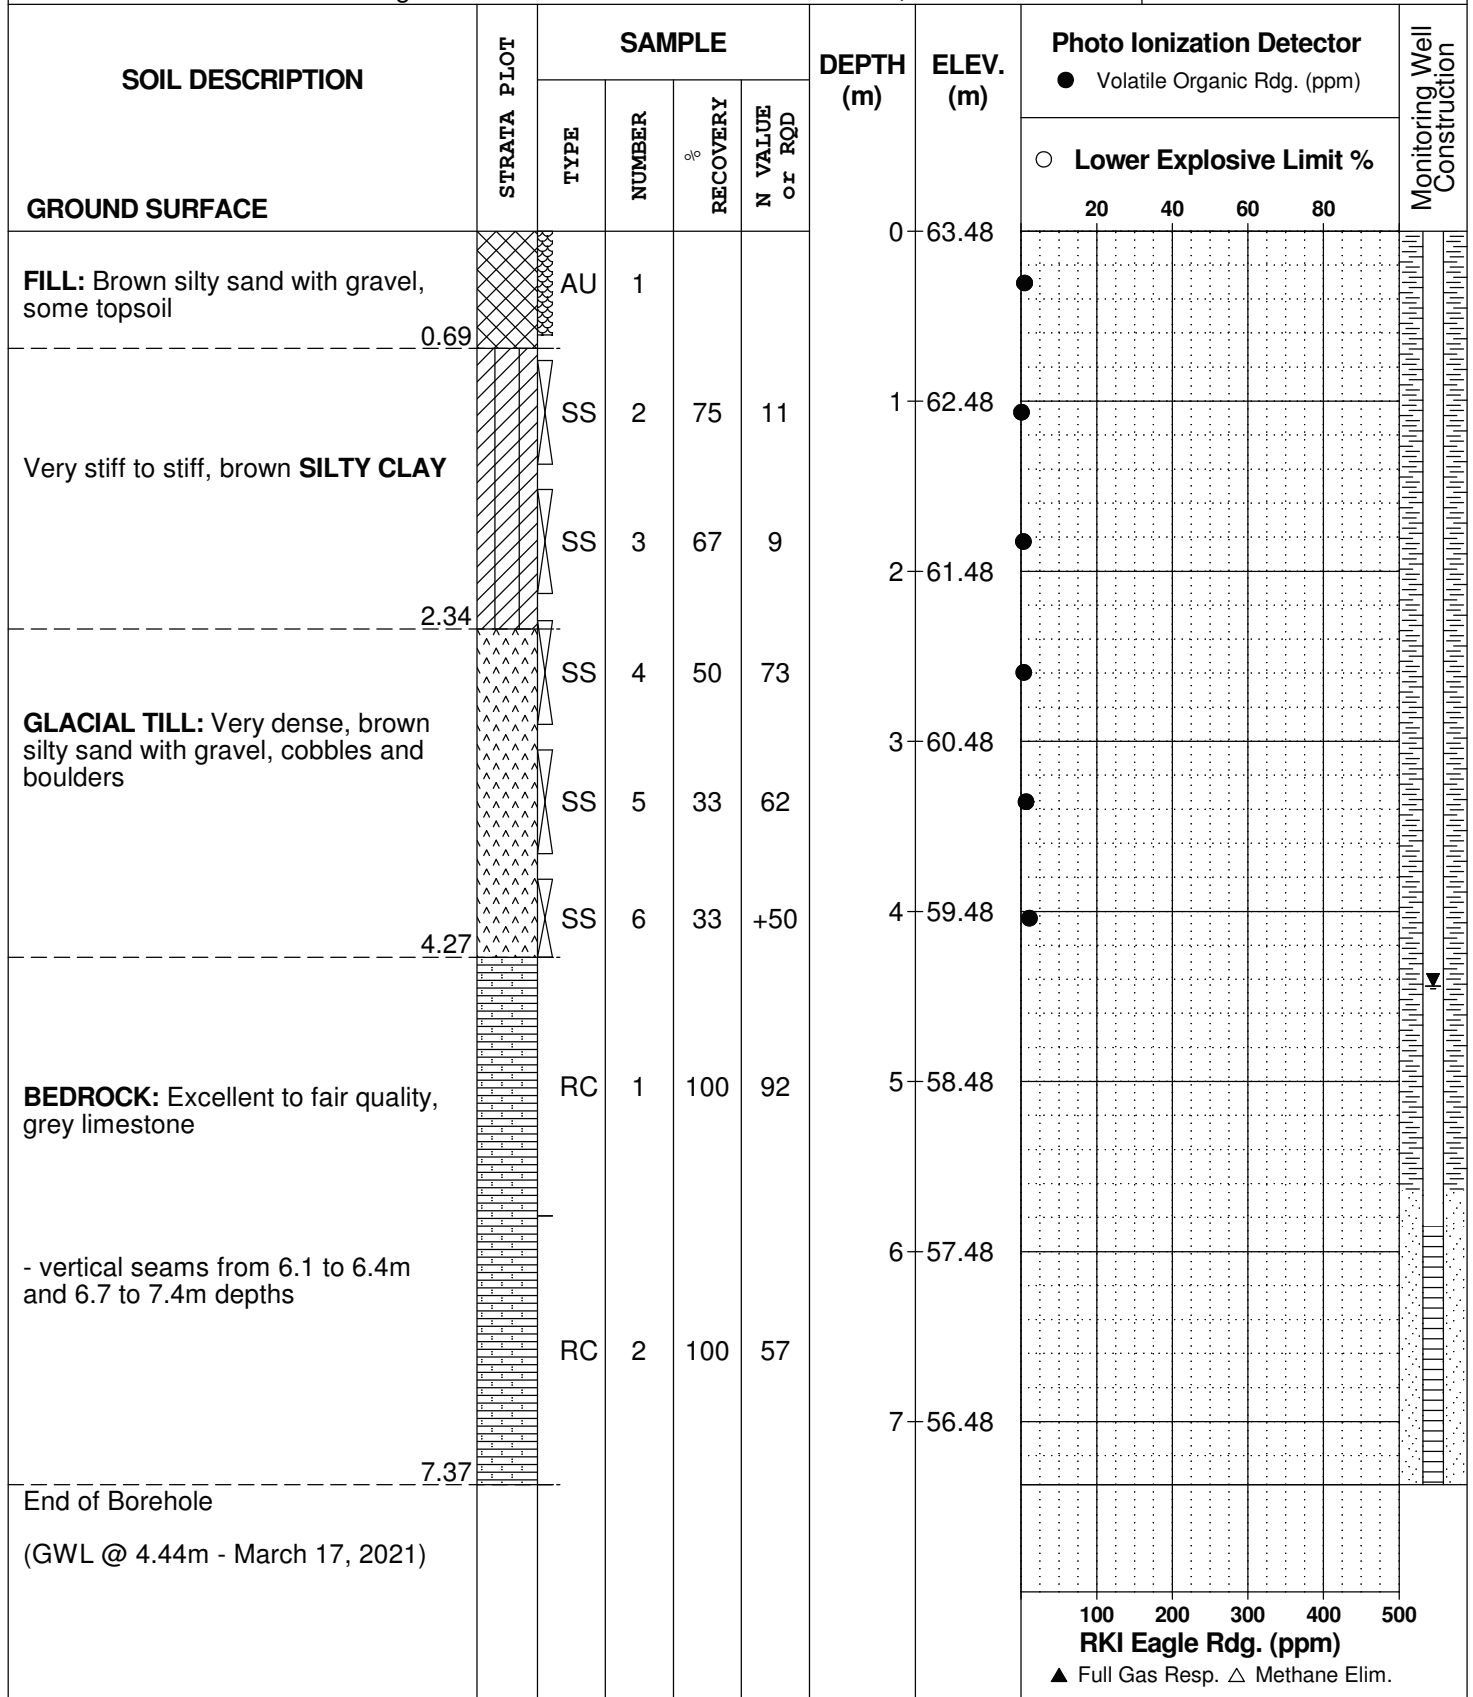 SOIL DESCRIPTION
GROUND SURFACE
STRATA PLOT
SAMPLE
TYPE
NUMBER
%
RECOVERY
N VALUE
or RQD
DEPTH
(m)
ELEV.
(m)
Photo Ionization Detector
● Volatile Organic Rdg. (ppm)
○ Lower Explosive Limit %
20 40 60 80
Monitoring Well
Construction
0 63.48
FILL: Brown silty sand with gravel,
some topsoil
0.69
AU 1
1 62.48
SS 2 75 11
Very stiff to stiff, brown SILTY CLAY
SS 3 67 9
2 61.48
2.34
SS 4 50 73
GLACIAL TILL: Very dense, brown
silty sand with gravel, cobbles and
boulders
3 60.48
SS 5 33 62
SS 6 33 +50
4 59.48
4.27
RC 1 100 92
5 58.48
BEDROCK: Excellent to fair quality,
grey limestone
6 57.48
- vertical seams from 6.1 to 6.4m
and 6.7 to 7.4m depths
RC 2 100 57
7 56.48
7.37
End of Borehole
(GWL @ 4.44m - March 17, 2021)
100 200 300 400 500
RKI Eagle Rdg. (ppm)
▲ Full Gas Resp. △ Methane Elim.